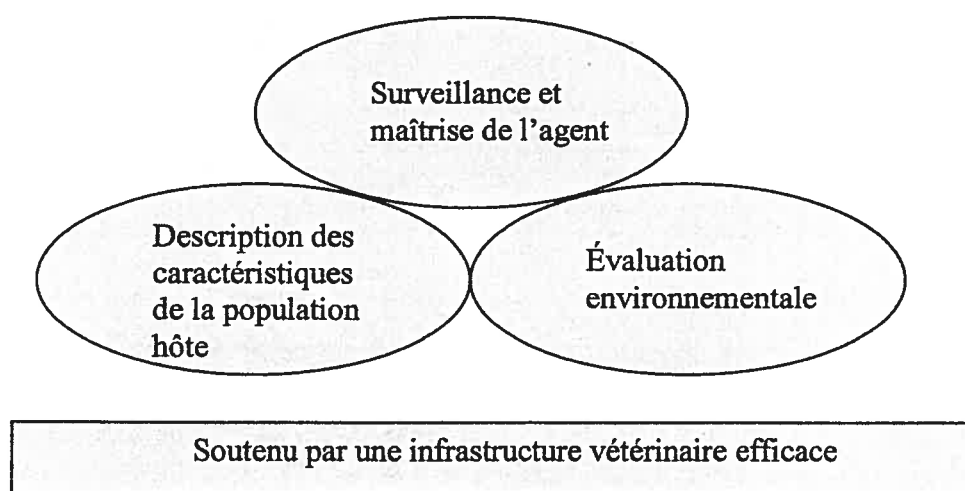 Surveillance et
maîtrise de l'agent
Description des
caractéristiques
de la population
hôte
Évaluation
environnementale
Soutenu par une infrastructure vétérinaire efficace